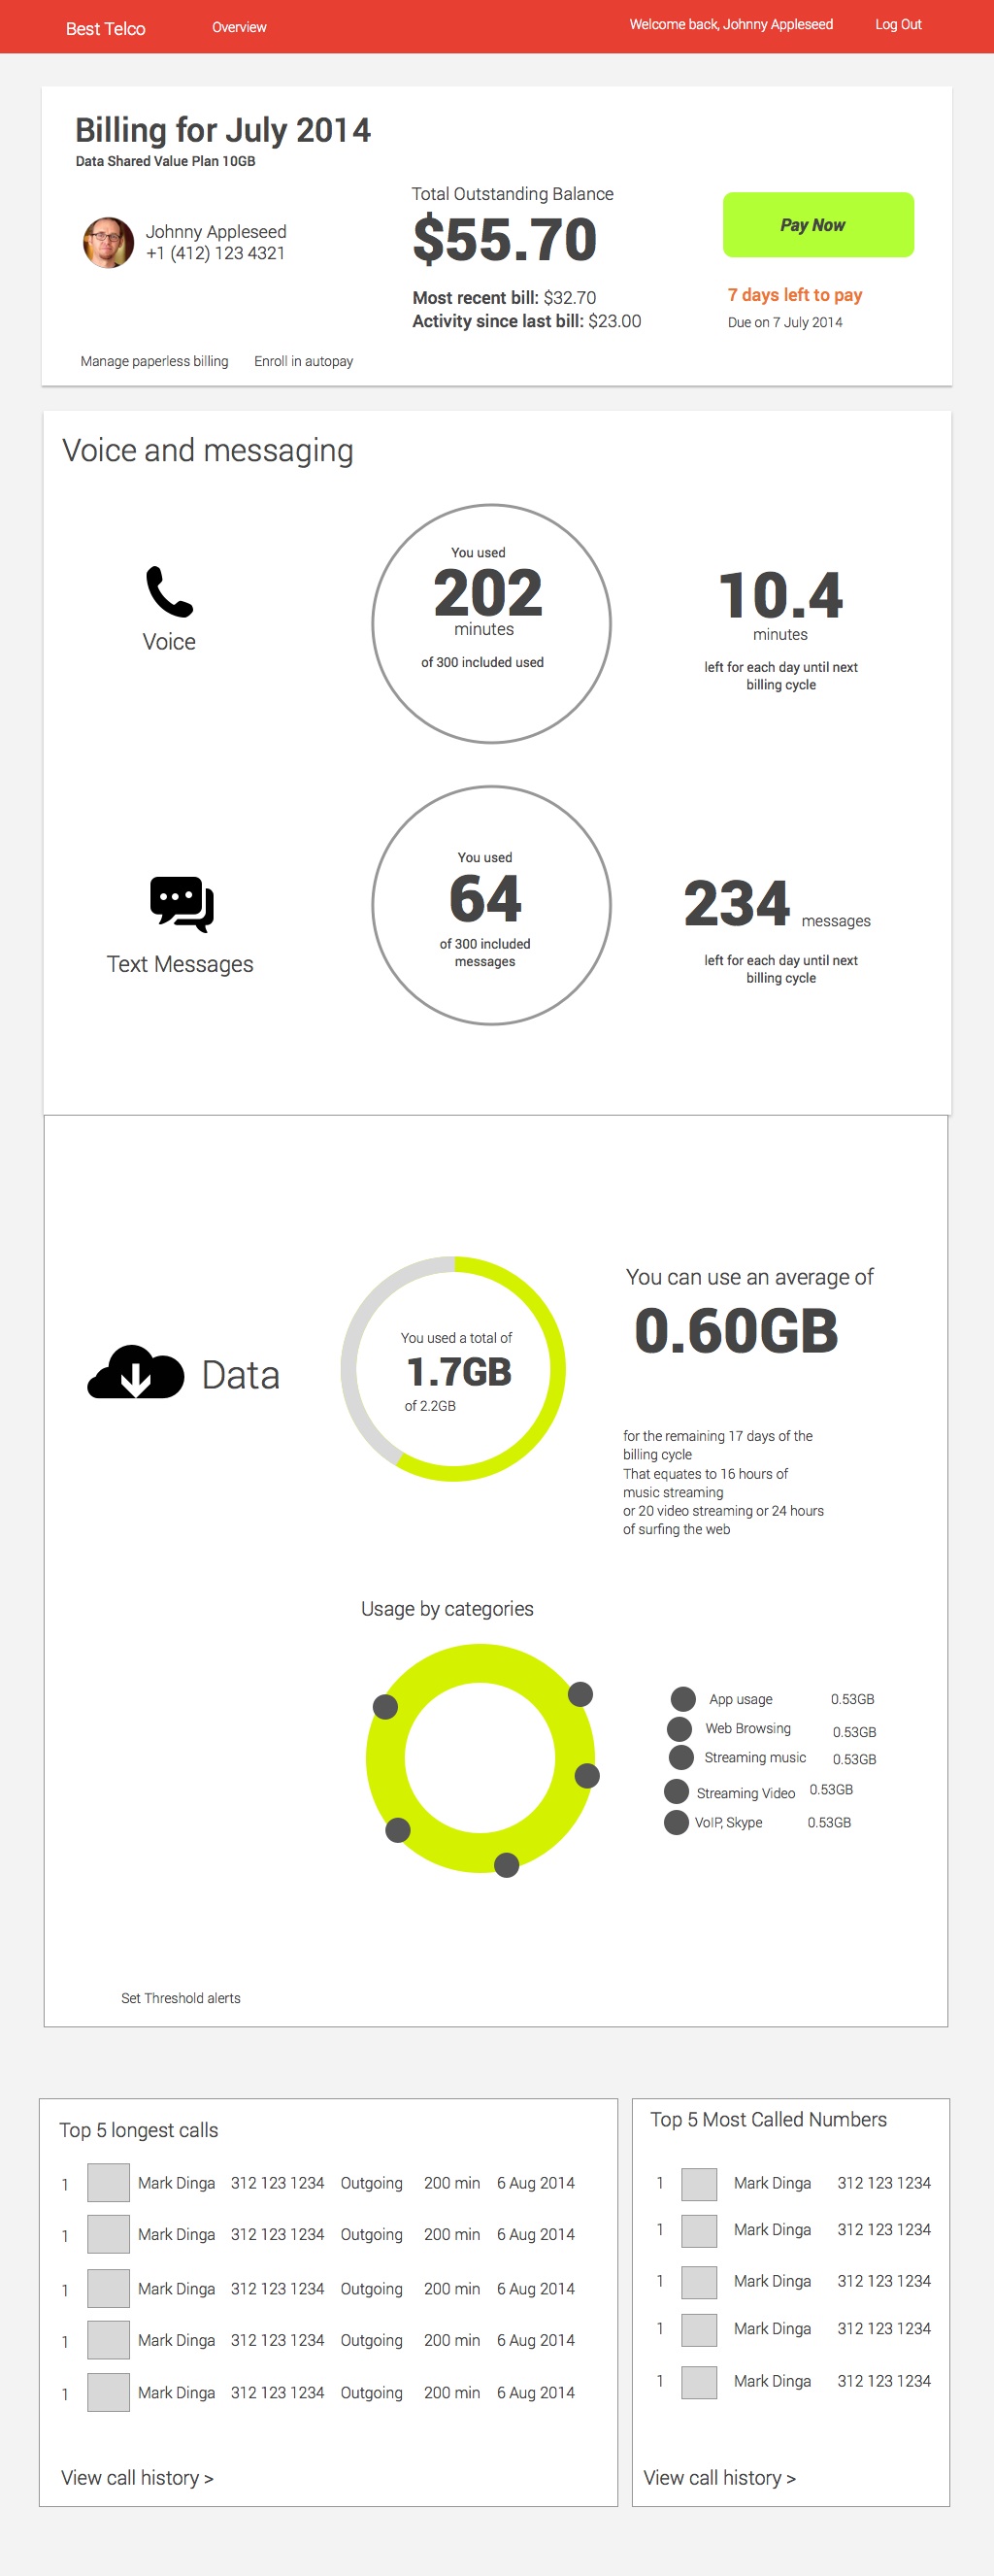 Best Telco
Overview
Welcome back, Johnny Appleseed
Log Out
Billing for July 2014
Data Shared Value Plan 10GB
Johnny Appleseed
+1 (412) 123 4321
Total Outstanding Balance
$55.70
Most recent bill: $32.70
Activity since last bill: $23.00
Pay Now
7 days left to pay
Due on 7 July 2014
Manage paperless billing
Enroll in autopay
Voice and messaging
Voice
You used
202
minutes
of 300 included used
10.4
minutes
left for each day until next
billing cycle
Text Messages
You used
64
of 300 included
messages
234 messages
left for each day until next
billing cycle
Data
You used a total of
1.7GB
of 2.2GB
You can use an average of
0.60GB
for the remaining 17 days of the
billing cycle
That equates to 16 hours of
music streaming
or 20 video streaming or 24 hours
of surfing the web
Usage by categories
App usage 0.53GB
Web Browsing 0.53GB
Streaming music 0.53GB
Streaming Video 0.53GB
VoIP, Skype 0.53GB
Set Threshold alerts
Top 5 longest calls
1 Mark Dinga 312 123 1234 Outgoing 200 min 6 Aug 2014
1 Mark Dinga 312 123 1234 Outgoing 200 min 6 Aug 2014
1 Mark Dinga 312 123 1234 Outgoing 200 min 6 Aug 2014
1 Mark Dinga 312 123 1234 Outgoing 200 min 6 Aug 2014
1 Mark Dinga 312 123 1234 Outgoing 200 min 6 Aug 2014
View call history >
Top 5 Most Called Numbers
1 Mark Dinga 312 123 1234
1 Mark Dinga 312 123 1234
1 Mark Dinga 312 123 1234
1 Mark Dinga 312 123 1234
1 Mark Dinga 312 123 1234
View call history >